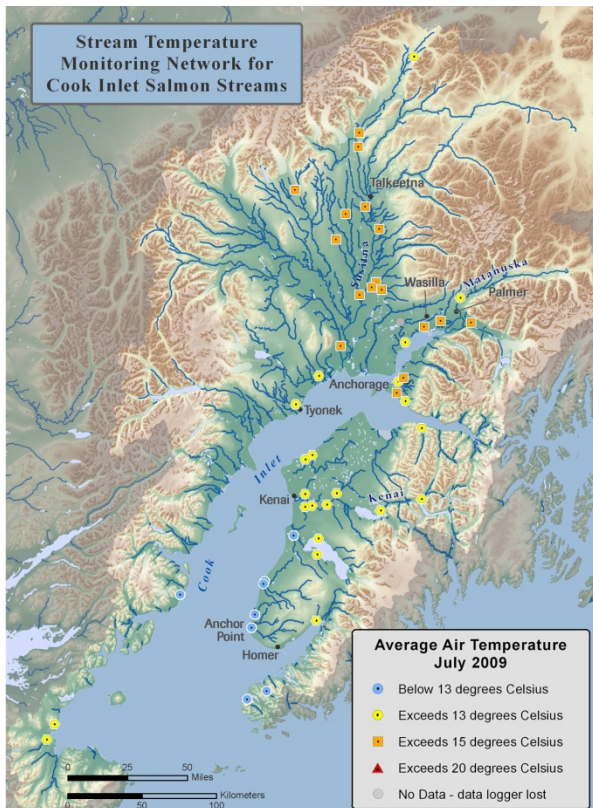 Stream Temperature
Monitoring Network for
Cook Inlet Salmon Streams
Talkeetna
Susitna
Matanuska
Wasilla
Palmer
Anchorage
Tyonek
Inlet
Kenai
Kenai
Cook
Anchor
Point
Homer
Average Air Temperature
July 2009
Below 13 degrees Celsius
Exceeds 13 degrees Celsius
Exceeds 15 degrees Celsius
Exceeds 20 degrees Celsius
No Data - data logger lost
0 25 50
Miles
Kilometers
0 50 100